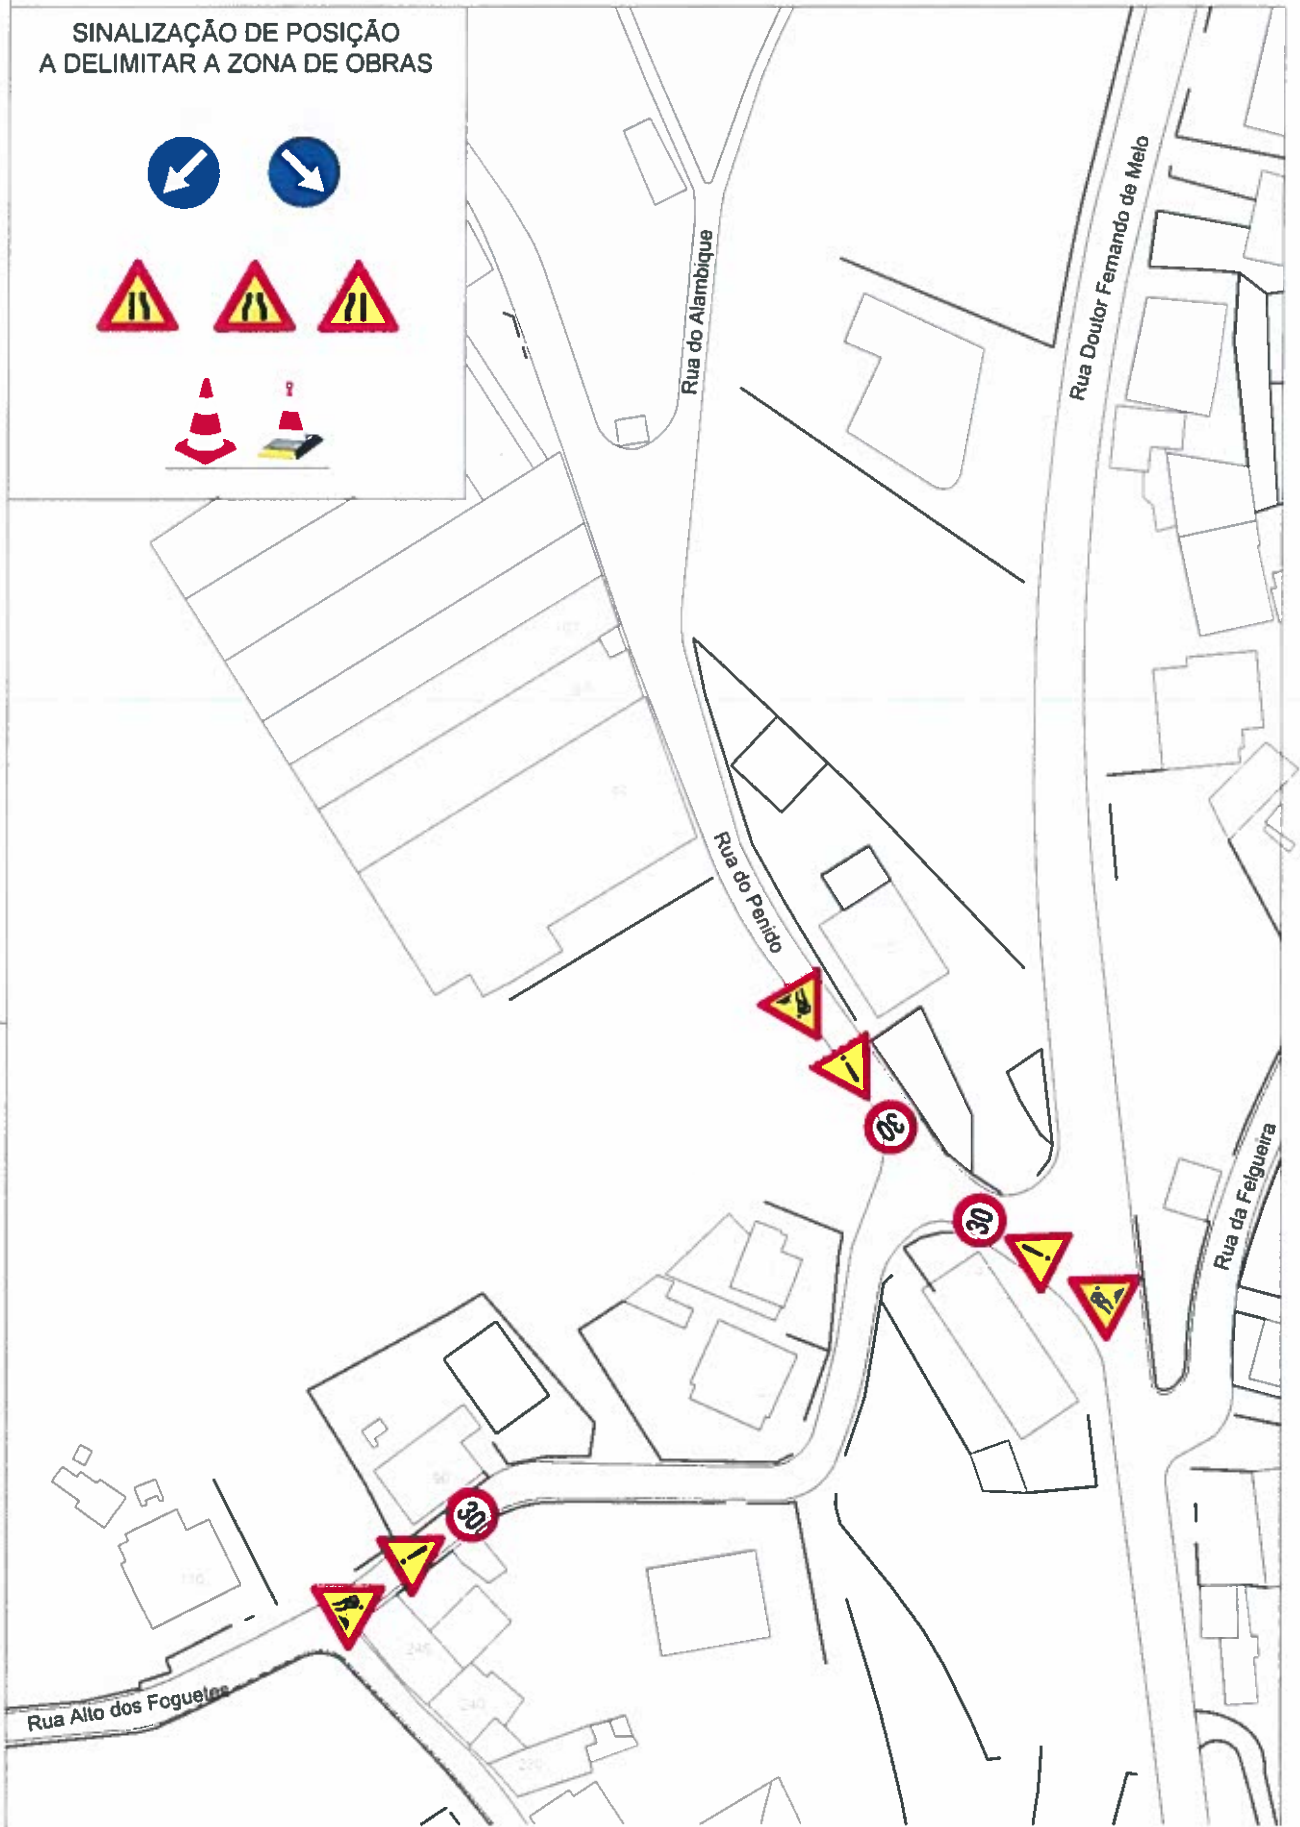 SINALIZAÇÃO DE POSIÇÃO
A DELIMITAR A ZONA DE OBRAS
Rua do Alambique
Rua Doutor Fernando de Melo
Rua do Penido
30
30
Rua da Felgueira
30
Rua Alto dos Foguetes